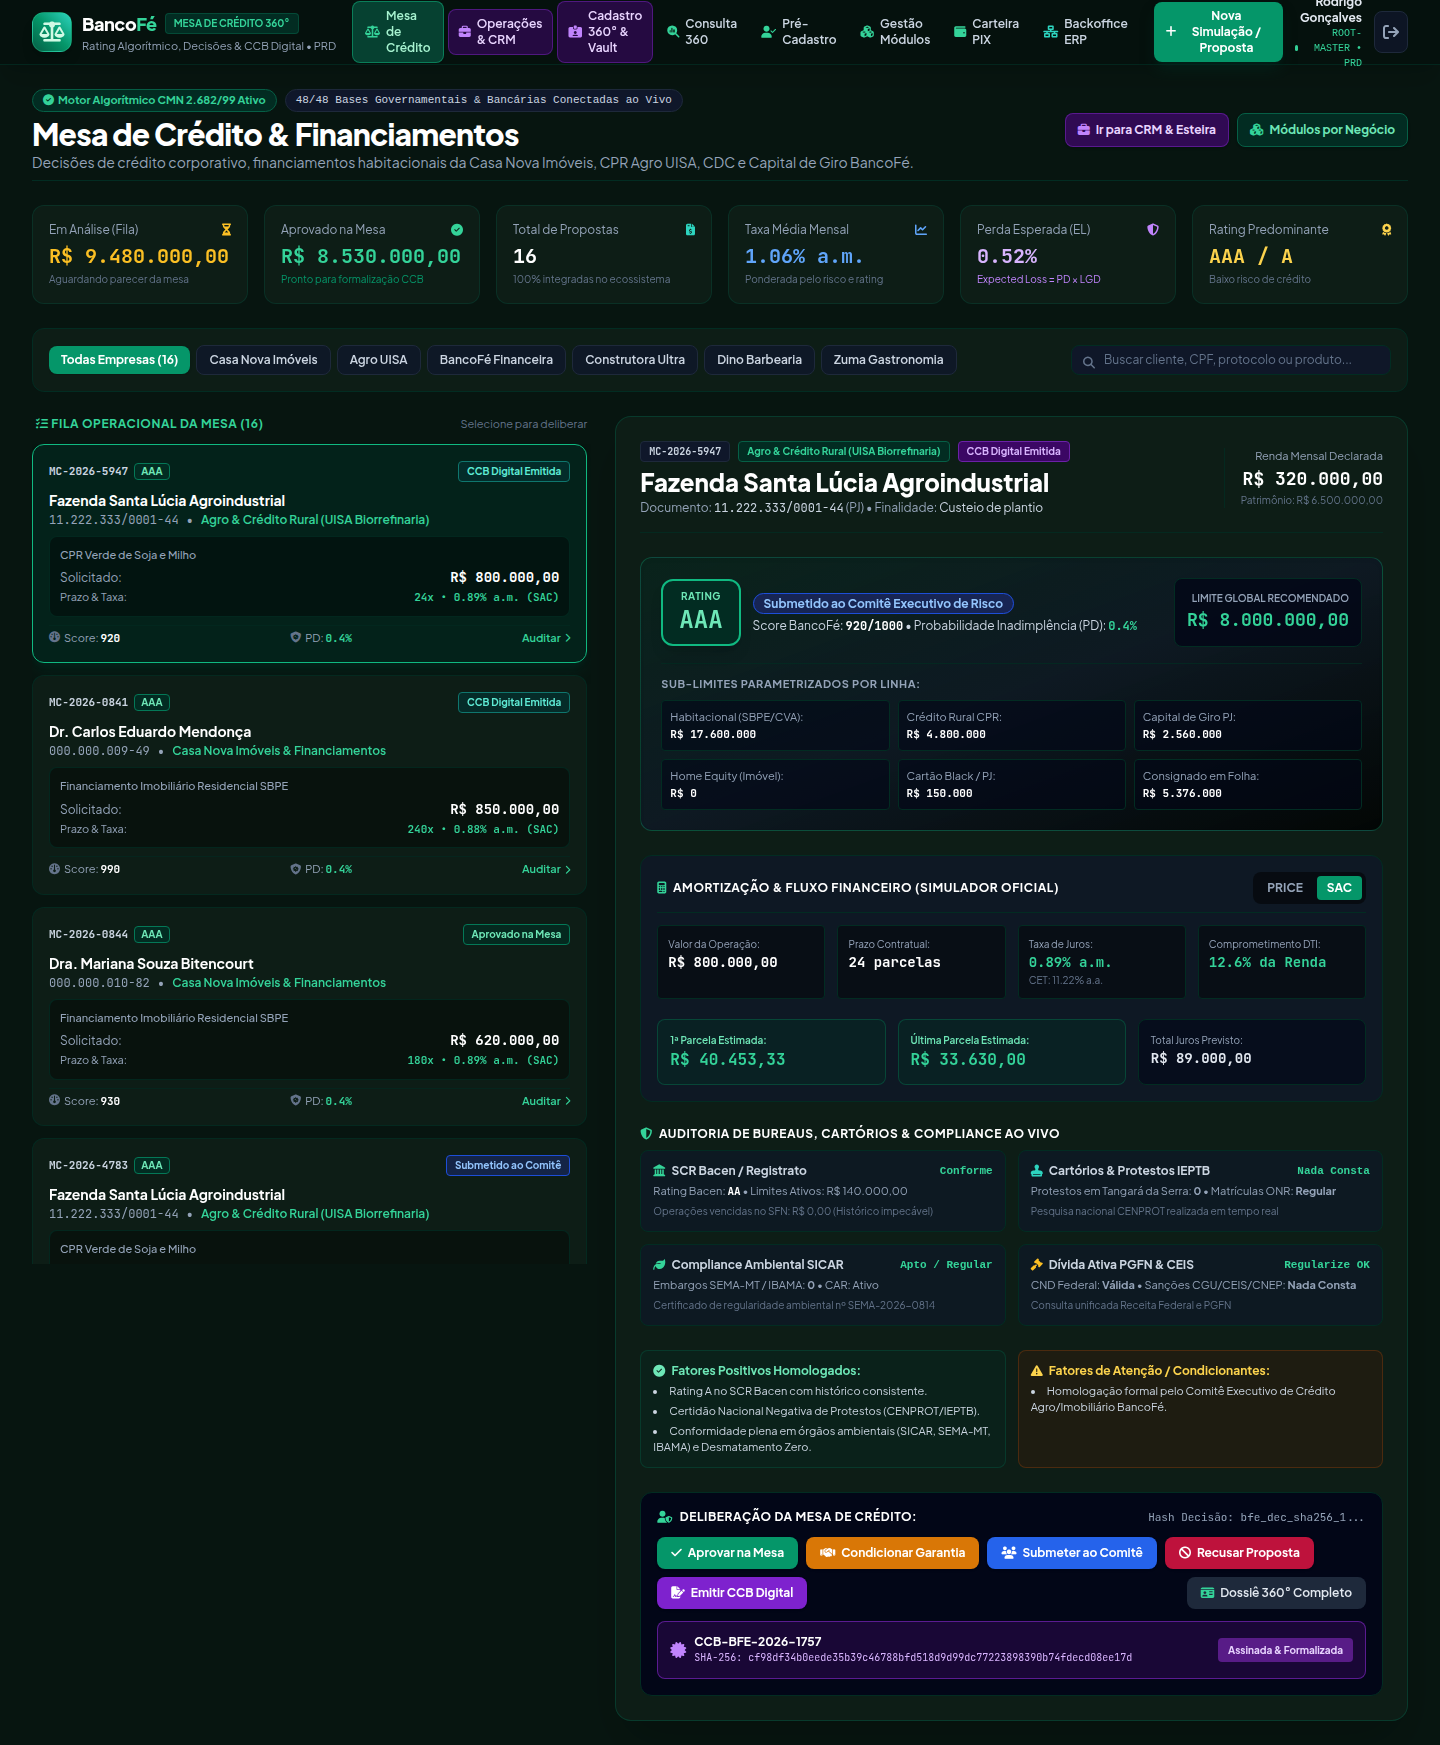 BancoFé
MESA DE CRÉDITO 360°
Rating Algorítmico, Decisões & CCB Digital • PRD
Mesa de Crédito
Operações & CRM
Cadastro 360° & Vault
Consulta 360
Pré-Cadastro
Gestão Módulos
Carteira PIX
Backoffice ERP
Nova Simulação / Proposta
Rodrigo Gonçalves
ROOT-MASTER • PRD
Motor Algorítmico CMN 2.682/99 Ativo
48/48 Bases Governamentais & Bancárias Conectadas ao Vivo
Mesa de Crédito & Financiamentos
Decisões de crédito corporativo, financiamentos habitacionais da Casa Nova Imóveis, CPR Agro UISA, CDC e Capital de Giro BancoFé.
Ir para CRM & Esteira
Módulos por Negócio
Em Análise (Fila)
R$ 9.480.000,00
Aguardando parecer da mesa
Aprovado na Mesa
R$ 8.530.000,00
Pronto para formalização CCB
Total de Propostas
16
100% integradas no ecossistema
Taxa Média Mensal
1.06% a.m.
Ponderada pelo risco e rating
Perda Esperada (EL)
0.52%
Expected Loss = PD × LGD
Rating Predominante
AAA / A
Baixo risco de crédito
Todas Empresas (16)
Casa Nova Imóveis
Agro UISA
BancoFé Financeira
Construtora Ultra
Dino Barbearia
Zuma Gastronomia
Buscar cliente, CPF, protocolo ou produto...
FILA OPERACIONAL DA MESA (16)
Selecione para deliberar
MC-2026-5947 AAA
CCB Digital Emitida
Fazenda Santa Lúcia Agroindustrial
11.222.333/0001-44 • Agro & Crédito Rural (UISA Biorrefinaria)
CPR Verde de Soja e Milho
Solicitado: R$ 800.000,00
Prazo & Taxa: 24x • 0.89% a.m. (SAC)
Score: 920 PD: 0.4% Auditar
MC-2026-0841 AAA
CCB Digital Emitida
Dr. Carlos Eduardo Mendonça
000.000.009-49 • Casa Nova Imóveis & Financiamentos
Financiamento Imobiliário Residencial SBPE
Solicitado: R$ 850.000,00
Prazo & Taxa: 240x • 0.88% a.m. (SAC)
Score: 990 PD: 0.4% Auditar
MC-2026-0844 AAA
Aprovado na Mesa
Dra. Mariana Souza Bitencourt
000.000.010-82 • Casa Nova Imóveis & Financiamentos
Financiamento Imobiliário Residencial SBPE
Solicitado: R$ 620.000,00
Prazo & Taxa: 180x • 0.89% a.m. (SAC)
Score: 930 PD: 0.4% Auditar
MC-2026-4783 AAA
Submetido ao Comitê
Fazenda Santa Lúcia Agroindustrial
11.222.333/0001-44 • Agro & Crédito Rural (UISA Biorrefinaria)
CPR Verde de Soja e Milho
MC-2026-5947
Agro & Crédito Rural (UISA Biorrefinaria)
CCB Digital Emitida
Fazenda Santa Lúcia Agroindustrial
Documento: 11.222.333/0001-44 (PJ) • Finalidade: Custeio de plantio
Renda Mensal Declarada
R$ 320.000,00
Patrimônio: R$ 6.500.000,00
RATING
AAA
Submetido ao Comitê Executivo de Risco
Score BancoFé: 920/1000 • Probabilidade Inadimplência (PD): 0.4%
LIMITE GLOBAL RECOMENDADO
R$ 8.000.000,00
SUB-LIMITES PARAMETRIZADOS POR LINHA:
Habitacional (SBPE/CVA):
R$ 17.600.000
Crédito Rural CPR:
R$ 4.800.000
Capital de Giro PJ:
R$ 2.560.000
Home Equity (Imóvel):
R$ 0
Cartão Black / PJ:
R$ 150.000
Consignado em Folha:
R$ 5.376.000
AMORTIZAÇÃO & FLUXO FINANCEIRO (SIMULADOR OFICIAL)
PRICE SAC
Valor da Operação:
R$ 800.000,00
Prazo Contratual:
24 parcelas
Taxa de Juros:
0.89% a.m.
CET: 11.22% a.a.
Comprometimento DTI:
12.6% da Renda
1ª Parcela Estimada:
R$ 40.453,33
Última Parcela Estimada:
R$ 33.630,00
Total Juros Previsto:
R$ 89.000,00
AUDITORIA DE BUREAUS, CARTÓRIOS & COMPLIANCE AO VIVO
SCR Bacen / Registrato Conforme
Rating Bacen: AA • Limites Ativos: R$ 140.000,00
Operações vencidas no SFN: R$ 0,00 (Histórico impecável)
Cartórios & Protestos IEPTB Nada Consta
Protestos em Tangará da Serra: 0 • Matrículas ONR: Regular
Pesquisa nacional CENPROT realizada em tempo real
Compliance Ambiental SICAR Apto / Regular
Embargos SEMA-MT / IBAMA: 0 • CAR: Ativo
Certificado de regularidade ambiental nº SEMA-2026-0814
Dívida Ativa PGFN & CEIS Regularize OK
CND Federal: Válida • Sanções CGU/CEIS/CNEP: Nada Consta
Consulta unificada Receita Federal e PGFN
Fatores Positivos Homologados:
• Rating A no SCR Bacen com histórico consistente.
• Certidão Nacional Negativa de Protestos (CENPROT/IEPTB).
• Conformidade plena em órgãos ambientais (SICAR, SEMA-MT,
IBAMA) e Desmatamento Zero.
Fatores de Atenção / Condicionantes:
• Homologação formal pelo Comitê Executivo de Crédito
Agro/Imobiliário BancoFé.
DELIBERAÇÃO DA MESA DE CRÉDITO:
Hash Decisão: bfe_dec_sha256_1...
Aprovar na Mesa
Condicionar Garantia
Submeter ao Comitê
Recusar Proposta
Emitir CCB Digital
Dossiê 360° Completo
CCB-BFE-2026-1757
SHA-256: cf98df34b0eede35b39c46788bfd518d9d99dc77223898390b74fdecd08ee17d
Assinada & Formalizada